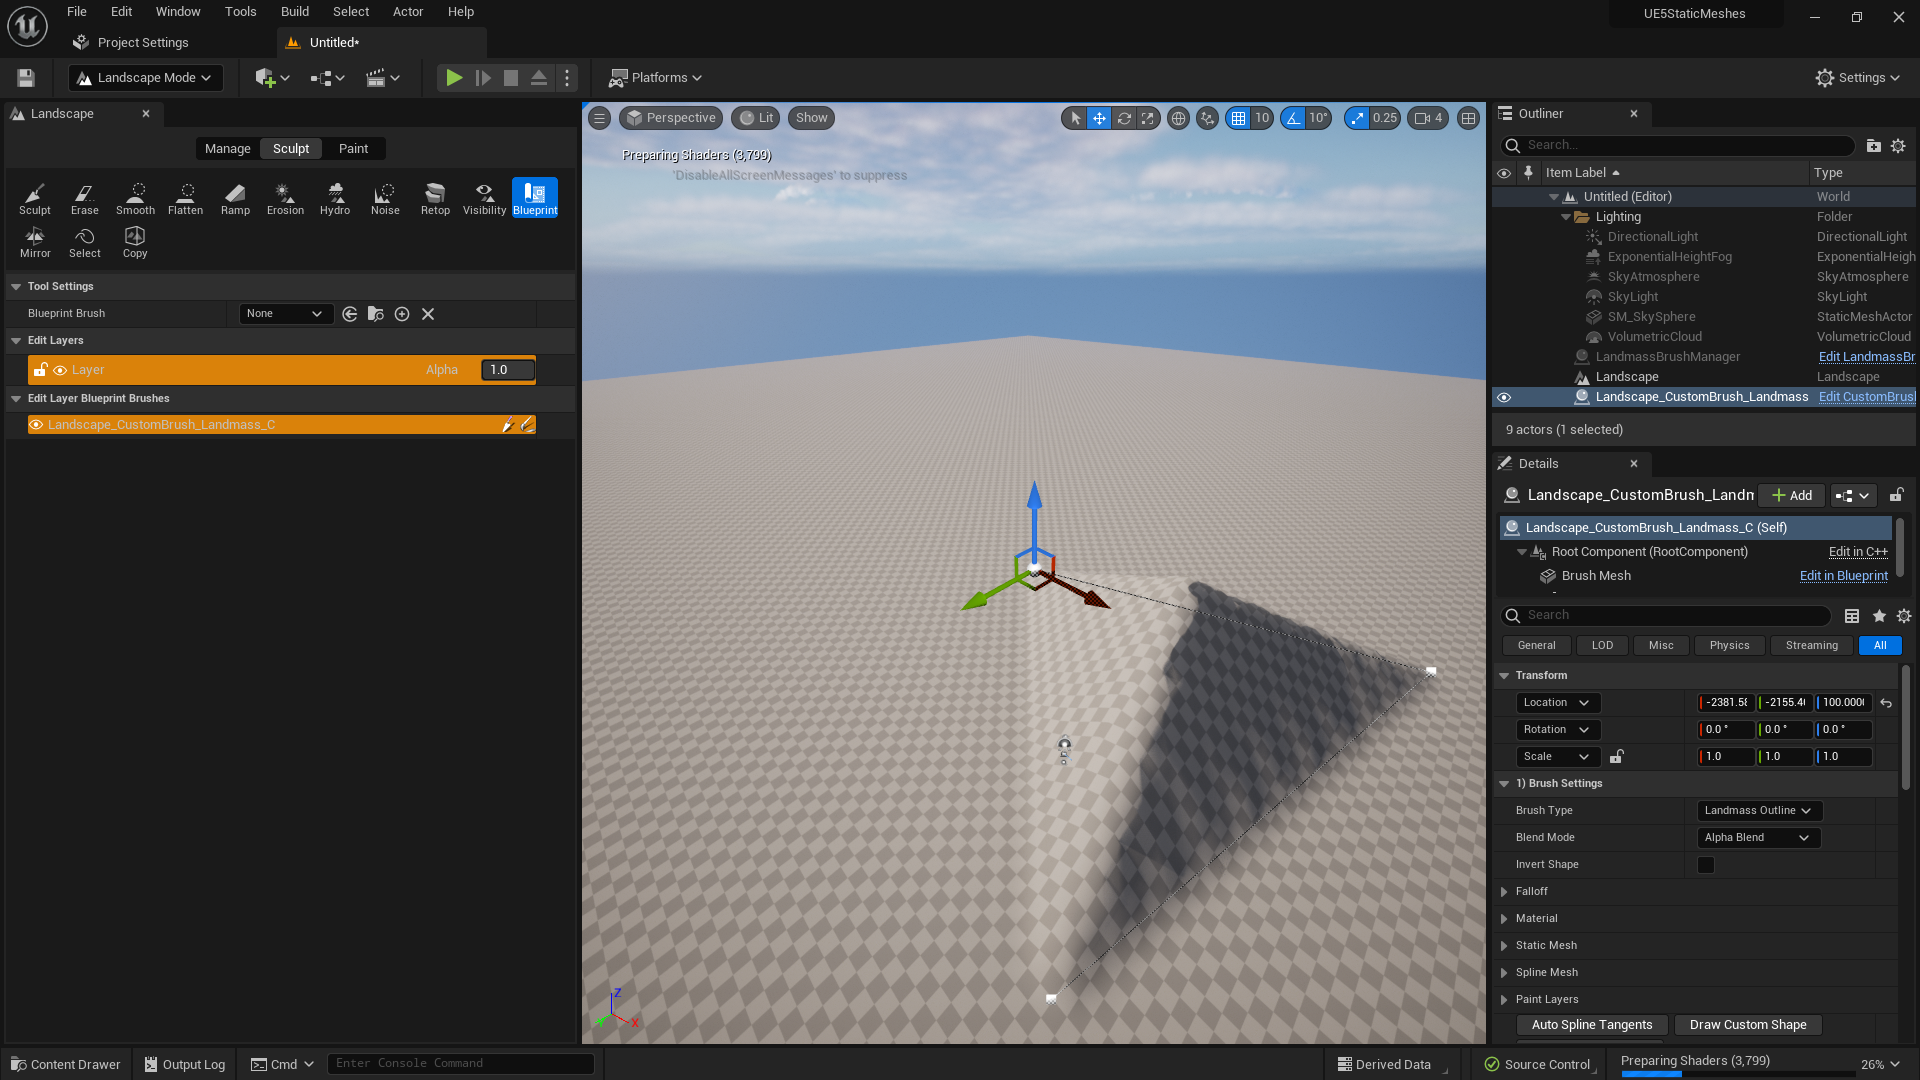 File Edit Window Tools Build Select Actor Help
UE5StaticMeshes
Project Settings
Untitled*
Landscape Mode
Platforms
Settings
Landscape
Manage Sculpt Paint
Sculpt Erase Smooth Flatten Ramp Erosion Hydro Noise Retop Visibility Blueprint
Mirror Select Copy
Tool Settings
Blueprint Brush None
Edit Layers
Layer Alpha 1.0
Edit Layer Blueprint Brushes
Landscape_CustomBrush_Landmass_C
Perspective Lit Show
10 10° 0.25 4
Preparing Shaders (3,799)
'DisableAllScreenMessages' to suppress
Z
X
Y
Outliner
Search...
Item Label Type
Untitled (Editor) World
Lighting Folder
DirectionalLight DirectionalLight
ExponentialHeightFog ExponentialHeigh
SkyAtmosphere SkyAtmosphere
SkyLight SkyLight
SM_SkySphere StaticMeshActor
VolumetricCloud VolumetricCloud
LandmassBrushManager Edit LandmassBr
Landscape Landscape
Landscape_CustomBrush_Landmass Edit CustomBrus
9 actors (1 selected)
Details
Landscape_CustomBrush_Landm Add
Landscape_CustomBrush_Landmass_C (Self)
Root Component (RootComponent) Edit in C++
Brush Mesh Edit in Blueprint
Search
General LOD Misc Physics Streaming All
Transform
Location -2381.58 -2155.4 100.000
Rotation 0.0 ° 0.0 ° 0.0 °
Scale 1.0 1.0 1.0
1) Brush Settings
Brush Type Landmass Outline
Blend Mode Alpha Blend
Invert Shape
Falloff
Material
Static Mesh
Spline Mesh
Paint Layers
Auto Spline Tangents Draw Custom Shape
Content Drawer Output Log Cmd Enter Console Command
Derived Data Source Control Preparing Shaders (3,799) 26%